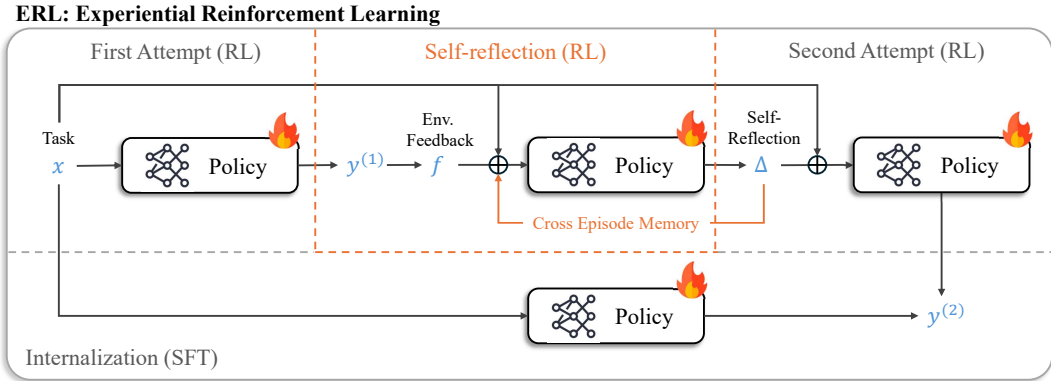 ERL: Experiential Reinforcement Learning
First Attempt (RL)
Self-reflection (RL)
Second Attempt (RL)
Task
x
Policy
y⁽¹⁾
Env.
Feedback
f
Policy
Self-
Reflection
Δ
Policy
Cross Episode Memory
Policy
y⁽²⁾
Internalization (SFT)